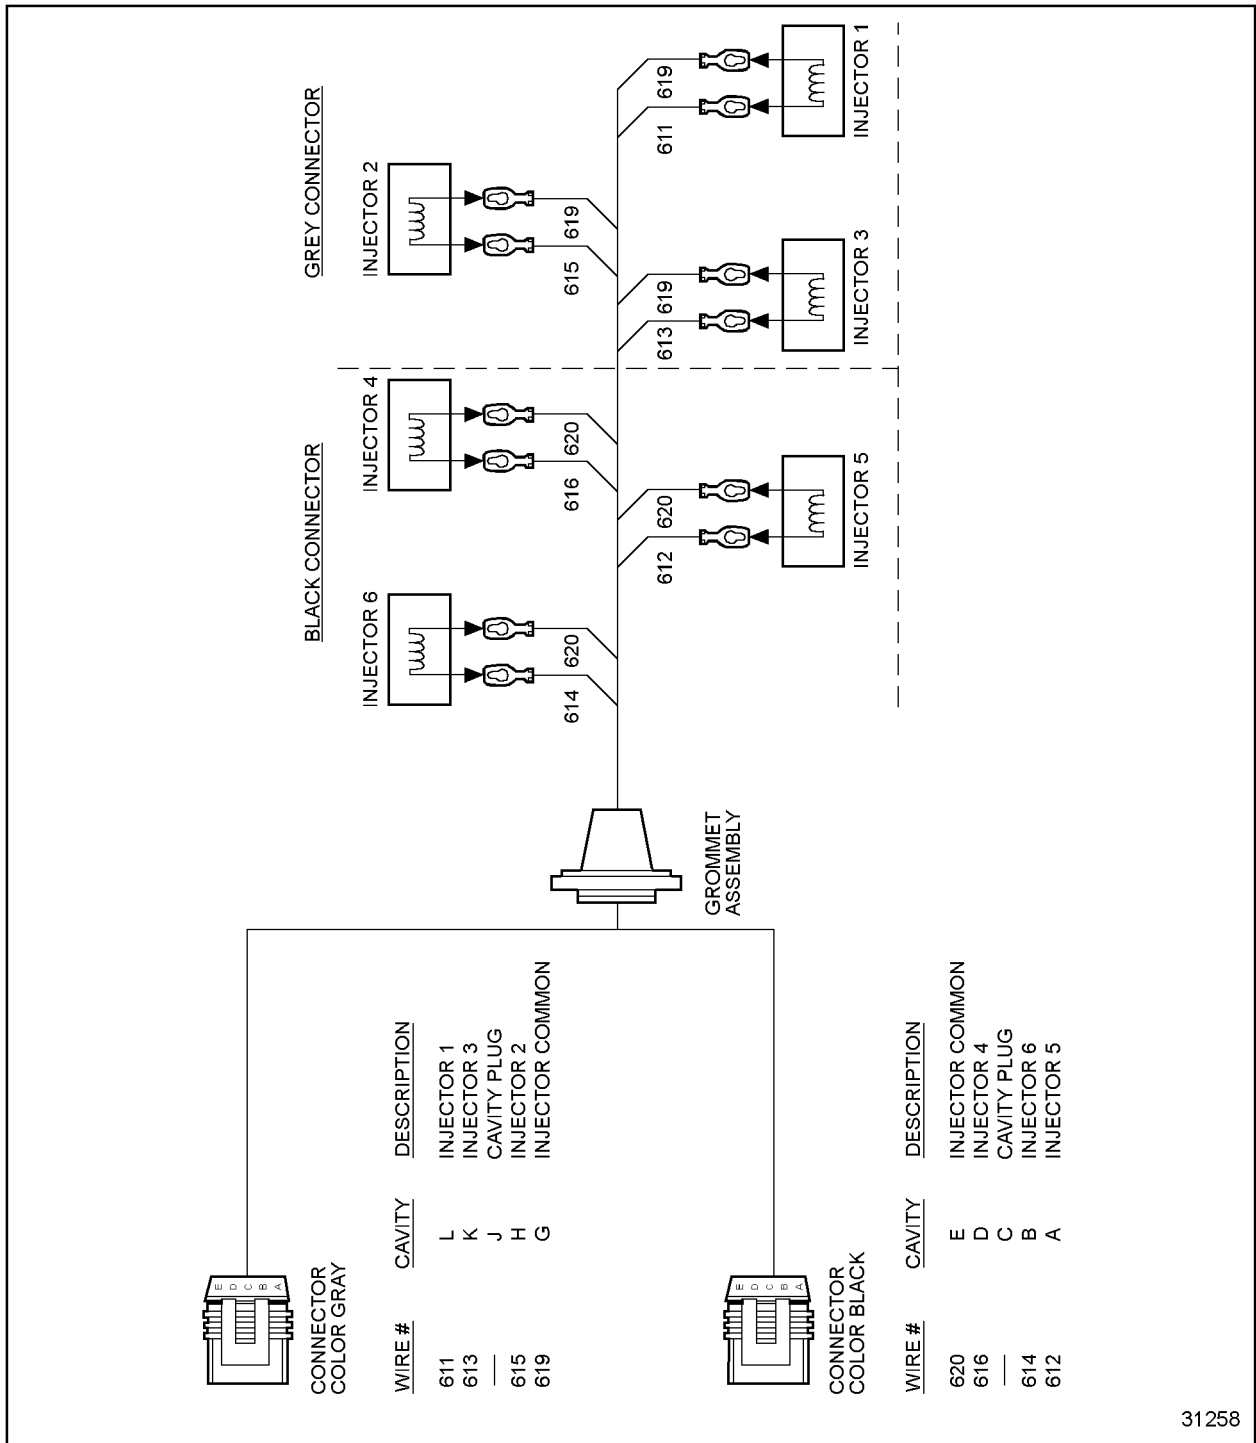 GREY CONNECTOR
BLACK CONNECTOR
INJECTOR 6
INJECTOR 4
INJECTOR 2
614
620
616
620
615
619
612
620
613
619
611
619
INJECTOR 5
INJECTOR 3
INJECTOR 1
GROMMET
ASSEMBLY
E D C B A
CONNECTOR
COLOR GRAY
WIRE # CAVITY DESCRIPTION
611 L INJECTOR 1
613 K INJECTOR 3
— J CAVITY PLUG
615 H INJECTOR 2
619 G INJECTOR COMMON
E D C B A
CONNECTOR
COLOR BLACK
WIRE # CAVITY DESCRIPTION
620 E INJECTOR COMMON
616 D INJECTOR 4
— C CAVITY PLUG
614 B INJECTOR 6
612 A INJECTOR 5
31258